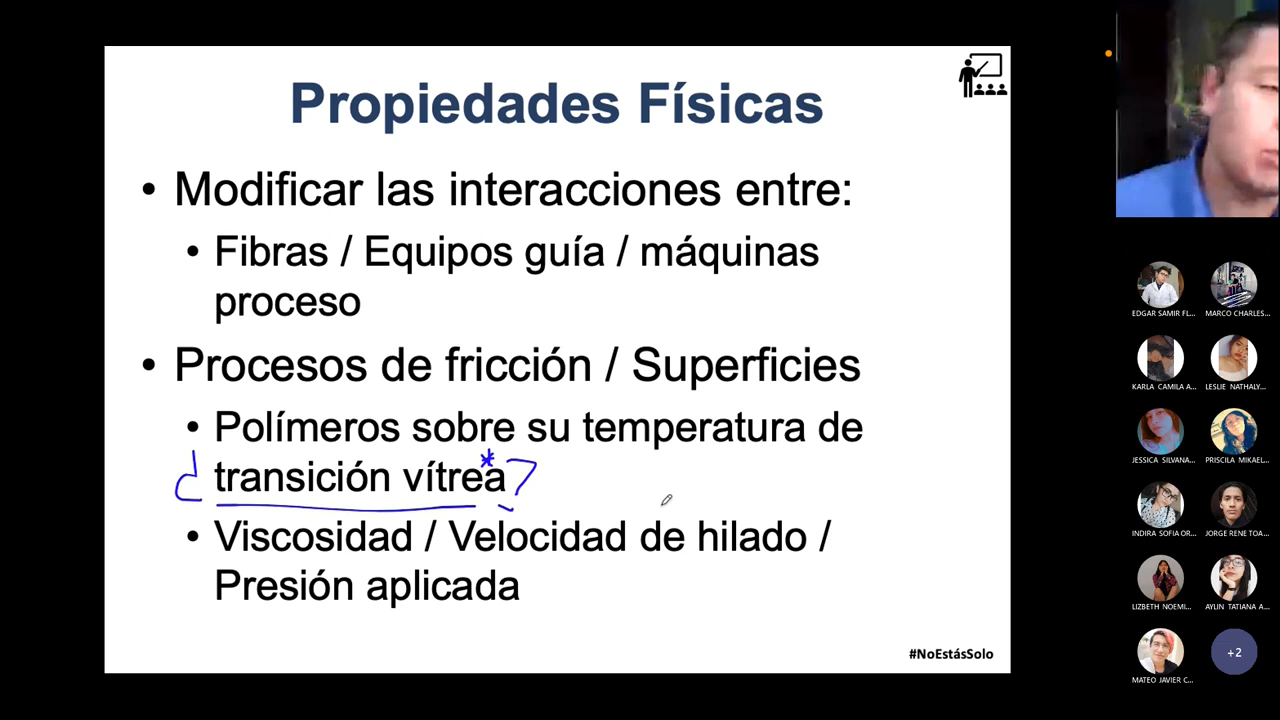 Propiedades Físicas
• Modificar las interacciones entre:
• Fibras / Equipos guía / máquinas
proceso
• Procesos de fricción / Superficies
• Polímeros sobre su temperatura de
¿ transición vítrea* ?
• Viscosidad / Velocidad de hilado /
Presión aplicada
#NoEstásSolo
EDGAR SAMIR FL... MARCO CHARLES...
KARLA CAMILA A... LESLIE NATHALY...
JESSICA SILVANA... PRISCILA MIKAEL...
INDIRA SOFIA OR... JORGE RENE TOA...
LIZBETH NOEMI... AYLIN TATIANA A...
MATEO JAVIER C... +2